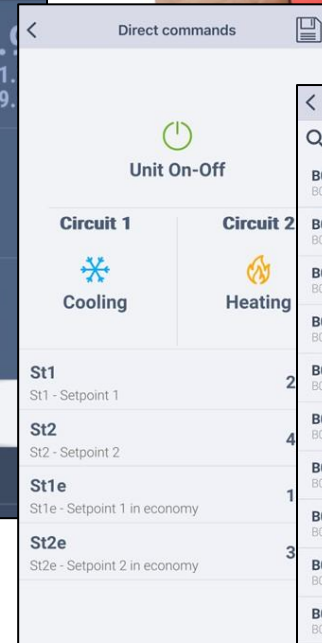 Direct commands
Unit On-Off
Circuit 1
Circuit 2
Cooling
Heating
St1
St1 - Setpoint 1
2
St2
St2 - Setpoint 2
4
St1e
St1e - Setpoint 1 in economy
1
St2e
St2e - Setpoint 2 in economy
3